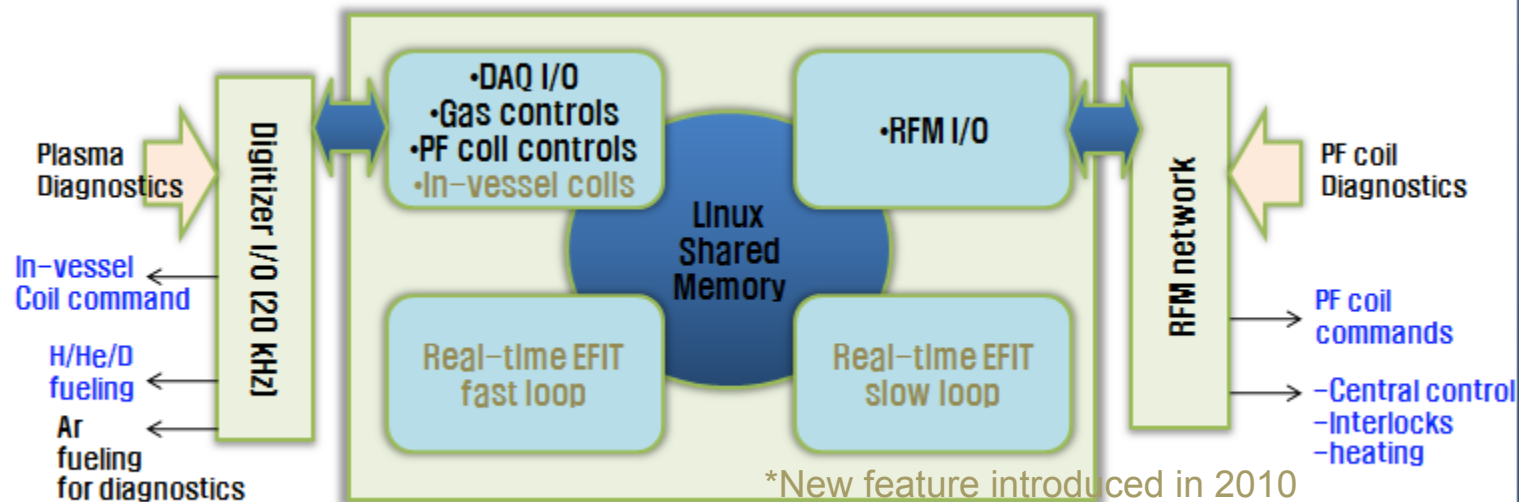 Plasma
Diagnostics
In-vessel
Coil command
H/He/D
fueling
Ar
fueling
for diagnostics
Digitizer I/O (20 kHz)
•DAQ I/O
•Gas controls
•PF coil controls
•In-vessel coils
•RFM I/O
Linux
Shared
Memory
Real-time EFIT
fast loop
Real-time EFIT
slow loop
RFM network
PF coil
Diagnostics
PF coil
commands
-Central control
-Interlocks
-heating
*New feature introduced in 2010